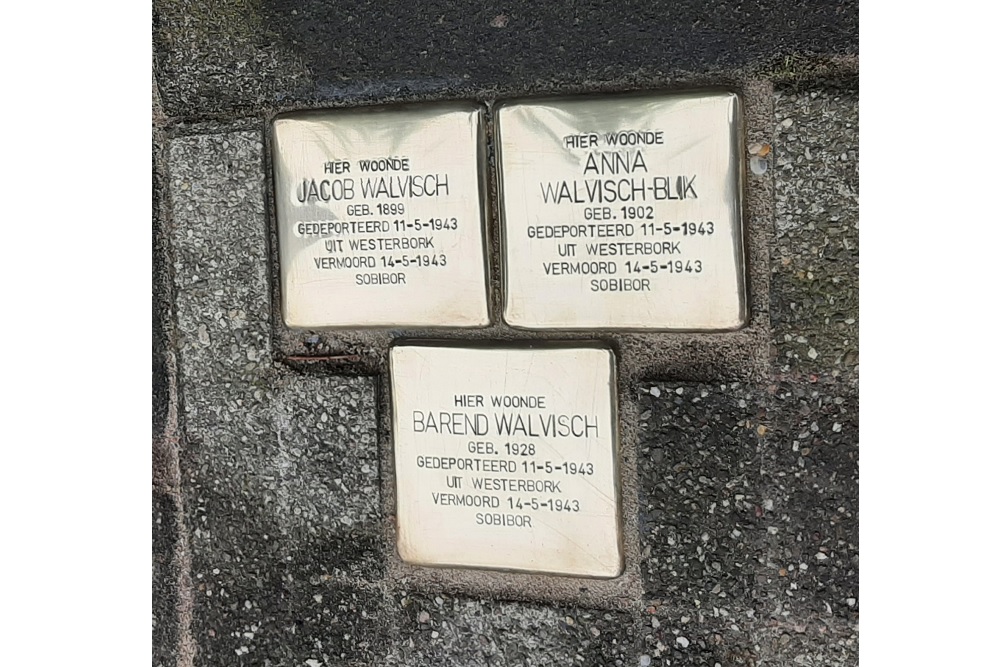 HIER WOONDE
JACOB WALVISCH
GEB. 1899
GEDEPORTEERD 11-5-1943
UIT WESTERBORK
VERMOORD 14-5-1943
SOBIBOR
HIER WOONDE
ANNA
WALVISCH-BLIK
GEB. 1902
GEDEPORTEERD 11-5-1943
UIT WESTERBORK
VERMOORD 14-5-1943
SOBIBOR
HIER WOONDE
BAREND WALVISCH
GEB. 1928
GEDEPORTEERD 11-5-1943
UIT WESTERBORK
VERMOORD 14-5-1943
SOBIBOR